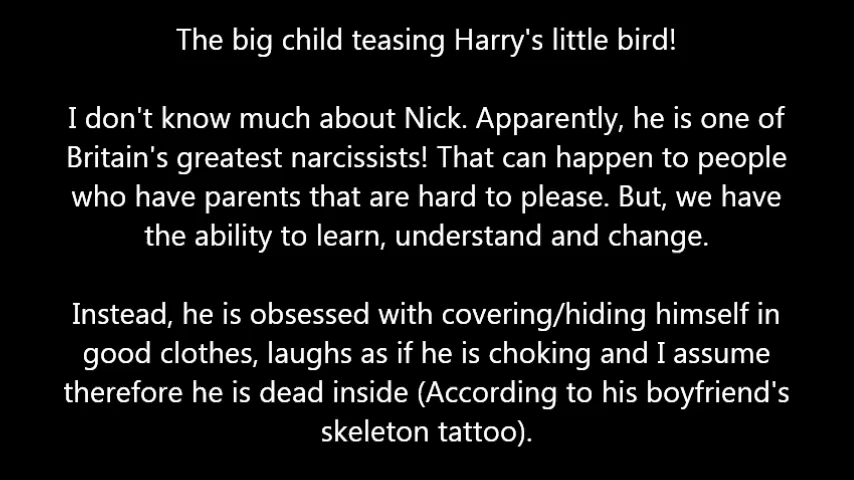 The big child teasing Harry's little bird!
I don't know much about Nick. Apparently, he is one of
Britain's greatest narcissists! That can happen to people
who have parents that are hard to please. But, we have
the ability to learn, understand and change.
Instead, he is obsessed with covering/hiding himself in
good clothes, laughs as if he is choking and I assume
therefore he is dead inside (According to his boyfriend's
skeleton tattoo).